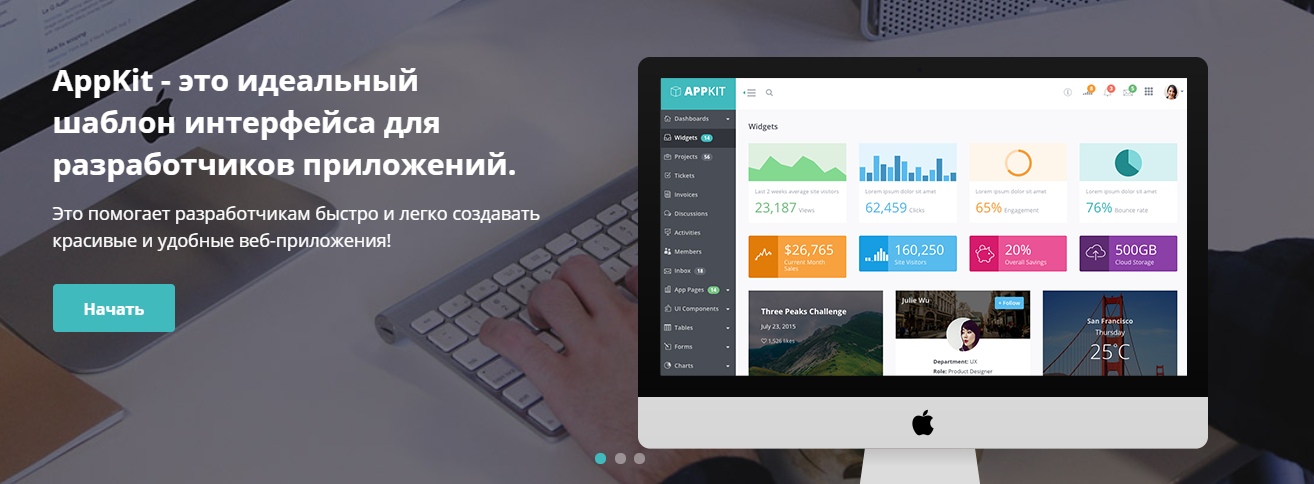 AppKit - это идеальный
шаблон интерфейса для
разработчиков приложений.
Это помогает разработчикам быстро и легко создавать
красивые и удобные веб-приложения!
Начать
APPKIT
Dashboards
Widgets 14
Projects 56
Tickets
Invoices
Discussions
Activities
Members
Inbox 18
App Pages 14
UI Components
Tables
Forms
Charts
Widgets
Last 2 weeks average site visitors
23,187 Views
Lorem ipsum dolor sit amet
62,459 Clicks
Lorem ipsum dolor sit amet
65% Engagement
Lorem ipsum dolor sit amet
76% Bounce rate
$26,765
Current Month
Sales
160,250
Site Visitors
20%
Overall Savings
500GB
Cloud Storage
Three Peaks Challenge
July 23, 2015
1,526 likes
Julie Wu
+ Follow
Department: UX
Role: Product Designer
San Francisco
Thursday
25°C